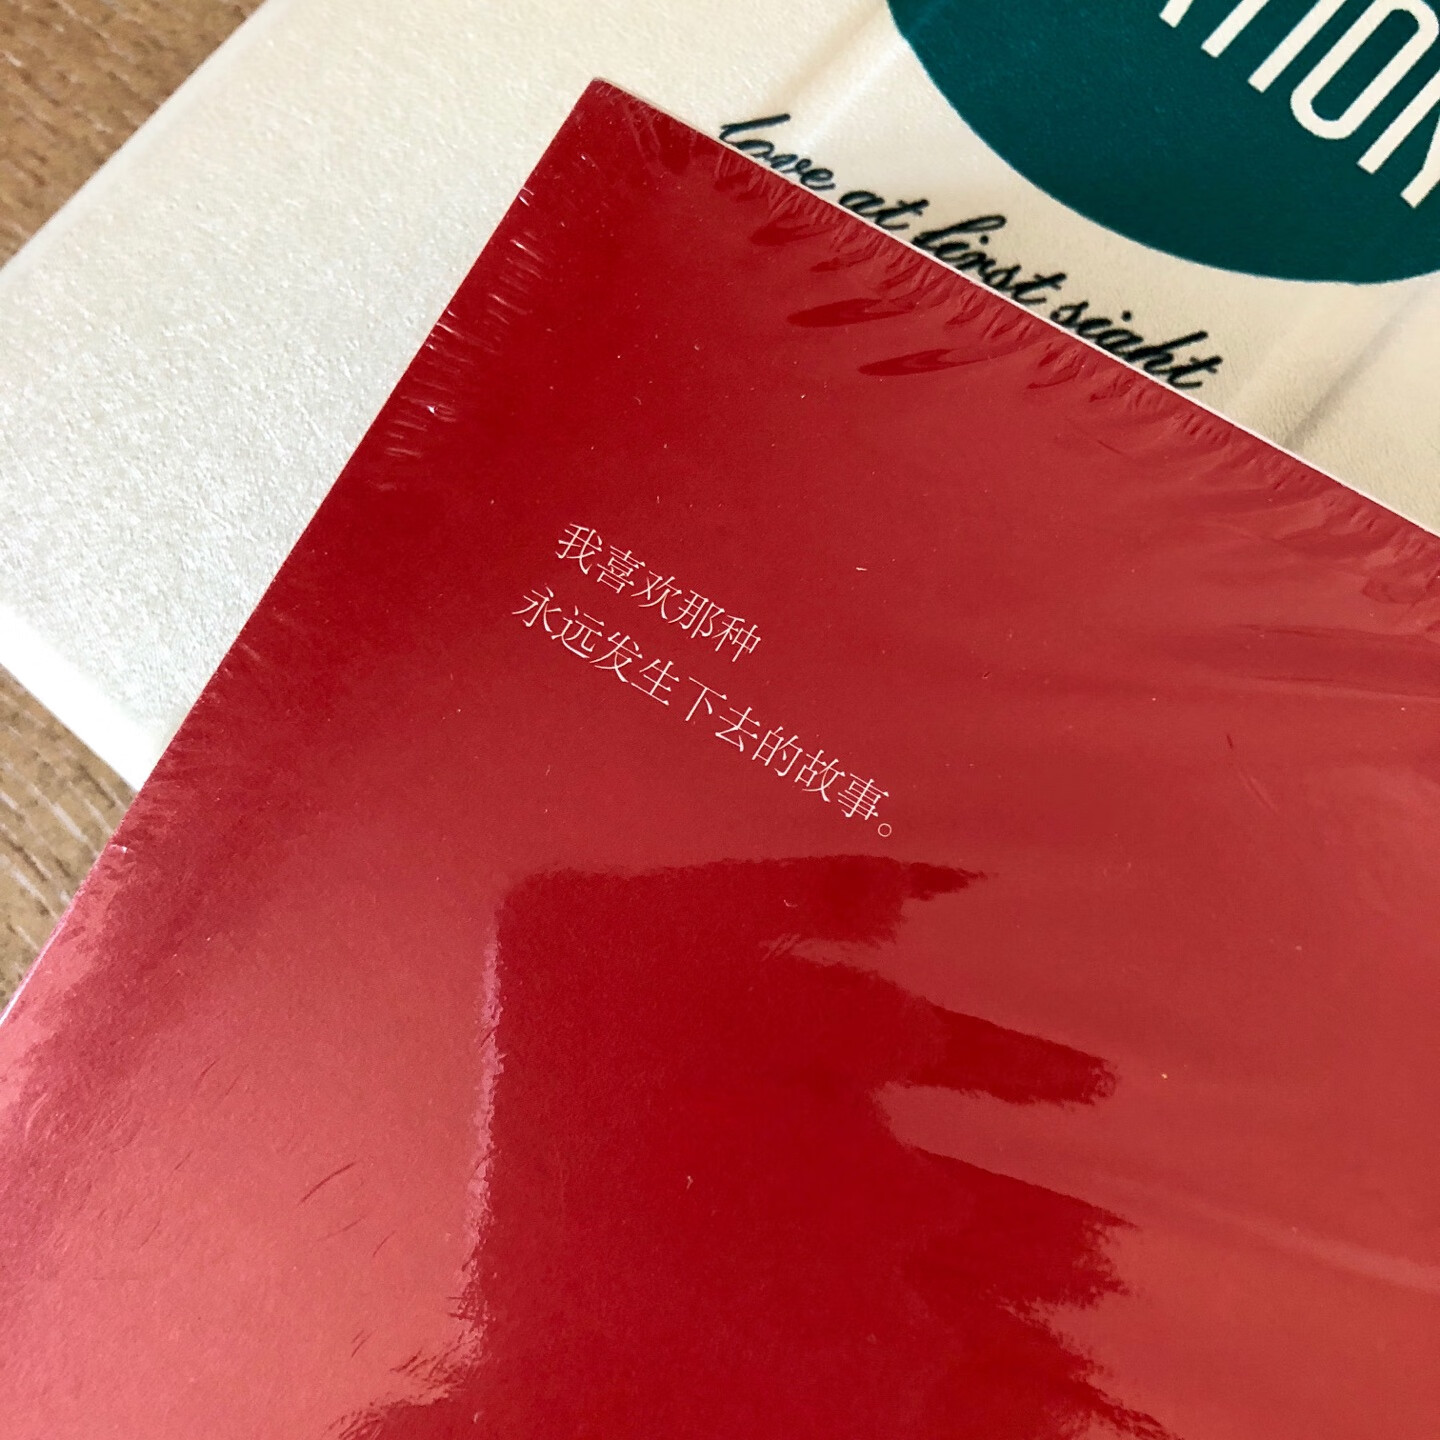 love at first sight
我喜欢那种
永远发生下去的故事。